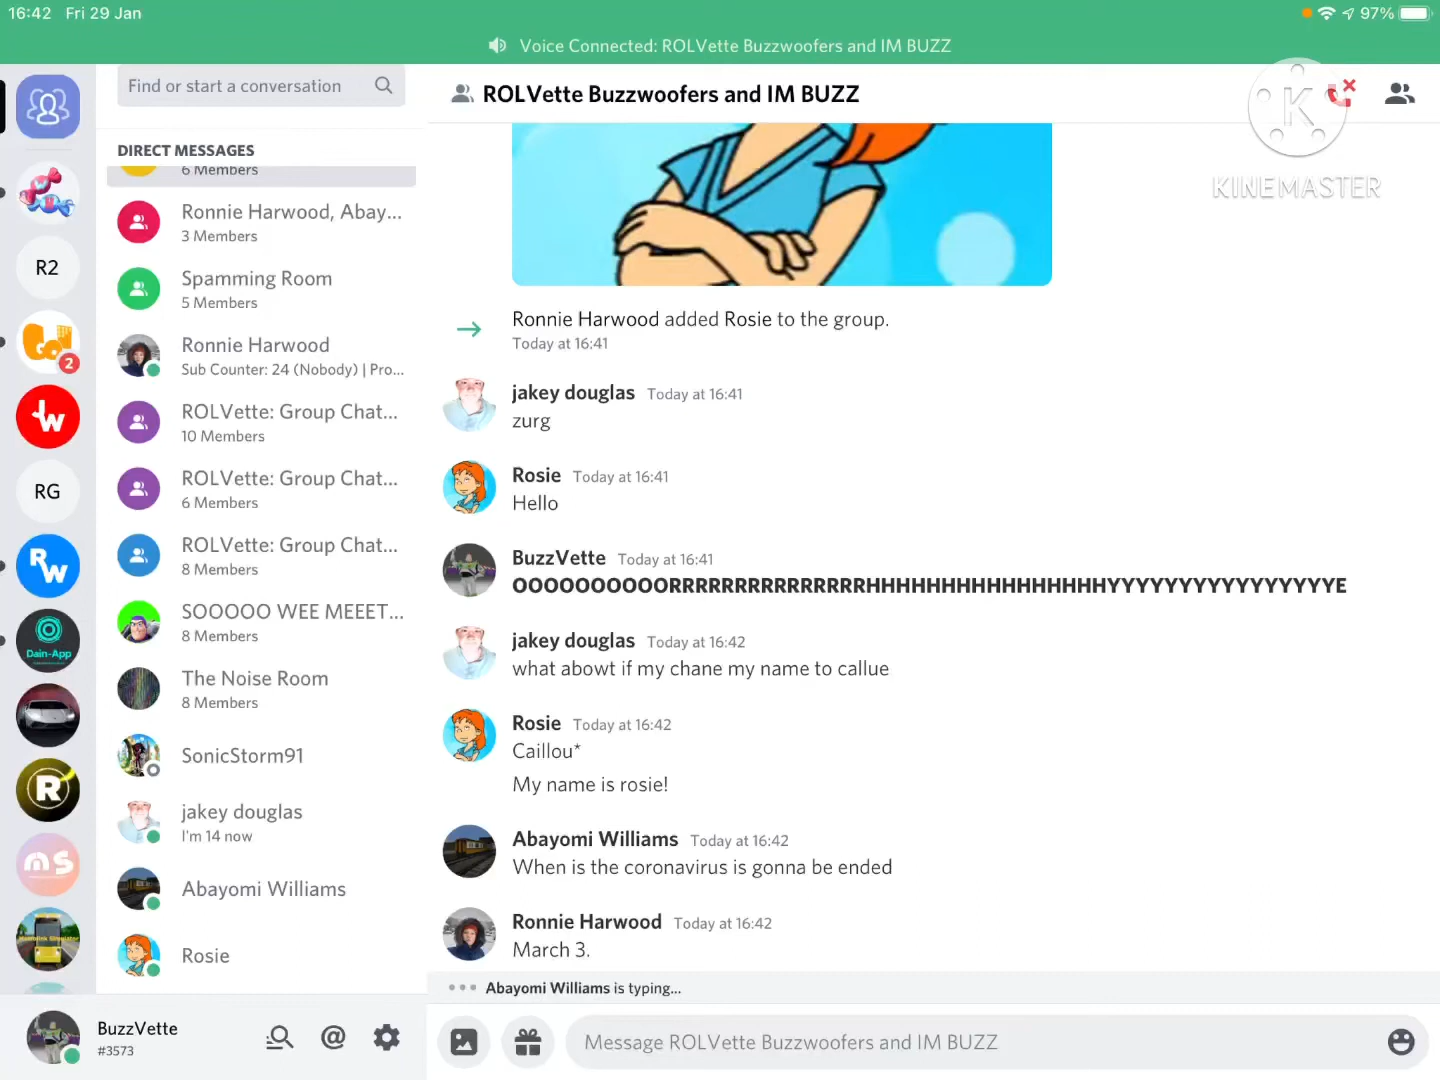 16:42 Fri 29 Jan
97%
Voice Connected: ROLVette Buzzwoofers and IM BUZZ
Find or start a conversation
DIRECT MESSAGES
6 Members
Ronnie Harwood, Abay...
3 Members
Spamming Room
5 Members
Ronnie Harwood
Sub Counter: 24 (Nobody) | Pro...
ROLVette: Group Chat...
10 Members
ROLVette: Group Chat...
6 Members
ROLVette: Group Chat...
8 Members
SOOOOO WEE MEEET...
8 Members
The Noise Room
8 Members
SonicStorm91
jakey douglas
I'm 14 now
Abayomi Williams
Rosie
BuzzVette
#3573
R2
GO!
2
W
RG
RW
Dain-App
R
ms
ROLVette Buzzwoofers and IM BUZZ
K
KINEMASTER
Ronnie Harwood added Rosie to the group.
Today at 16:41
jakey douglas Today at 16:41
zurg
Rosie Today at 16:41
Hello
BuzzVette Today at 16:41
OOOOOOOOOORRRRRRRRRRRRRRRHHHHHHHHHHHHHHHHYYYYYYYYYYYYYYYYE
jakey douglas Today at 16:42
what abowt if my chane my name to callue
Rosie Today at 16:42
Caillou*
My name is rosie!
Abayomi Williams Today at 16:42
When is the coronavirus is gonna be ended
Ronnie Harwood Today at 16:42
March 3.
Abayomi Williams is typing...
Message ROLVette Buzzwoofers and IM BUZZ